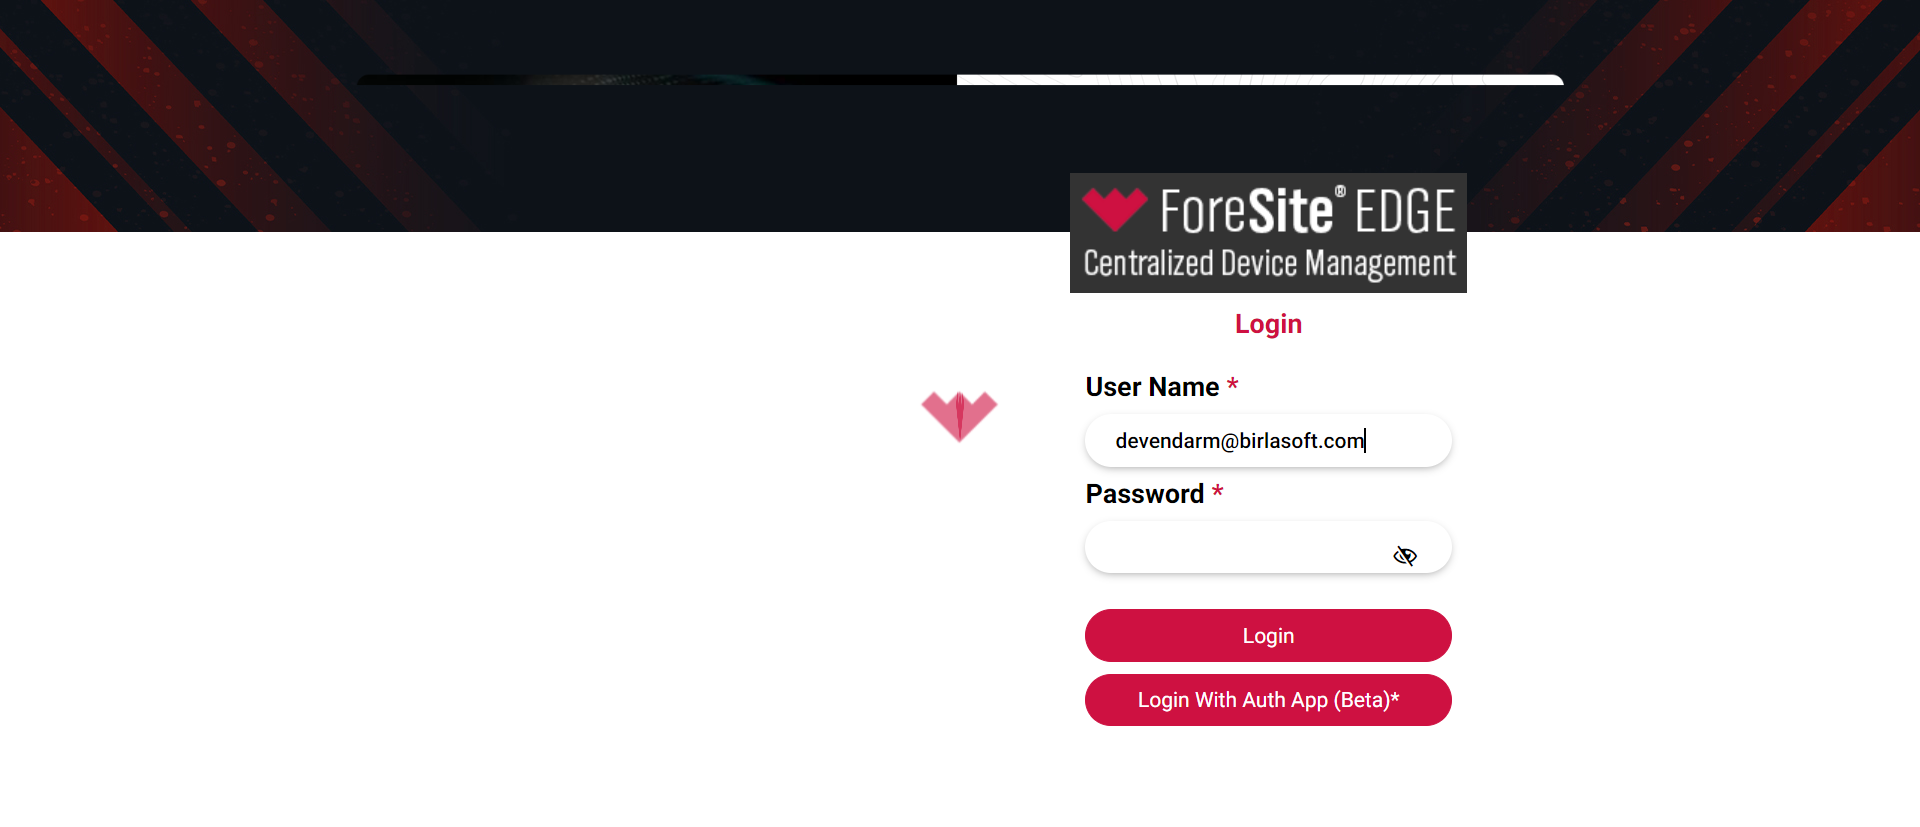 ForeSite® EDGE
Centralized Device Management
Login
User Name *
devendarm@birlasoft.com
Password *
Login
Login With Auth App (Beta)*